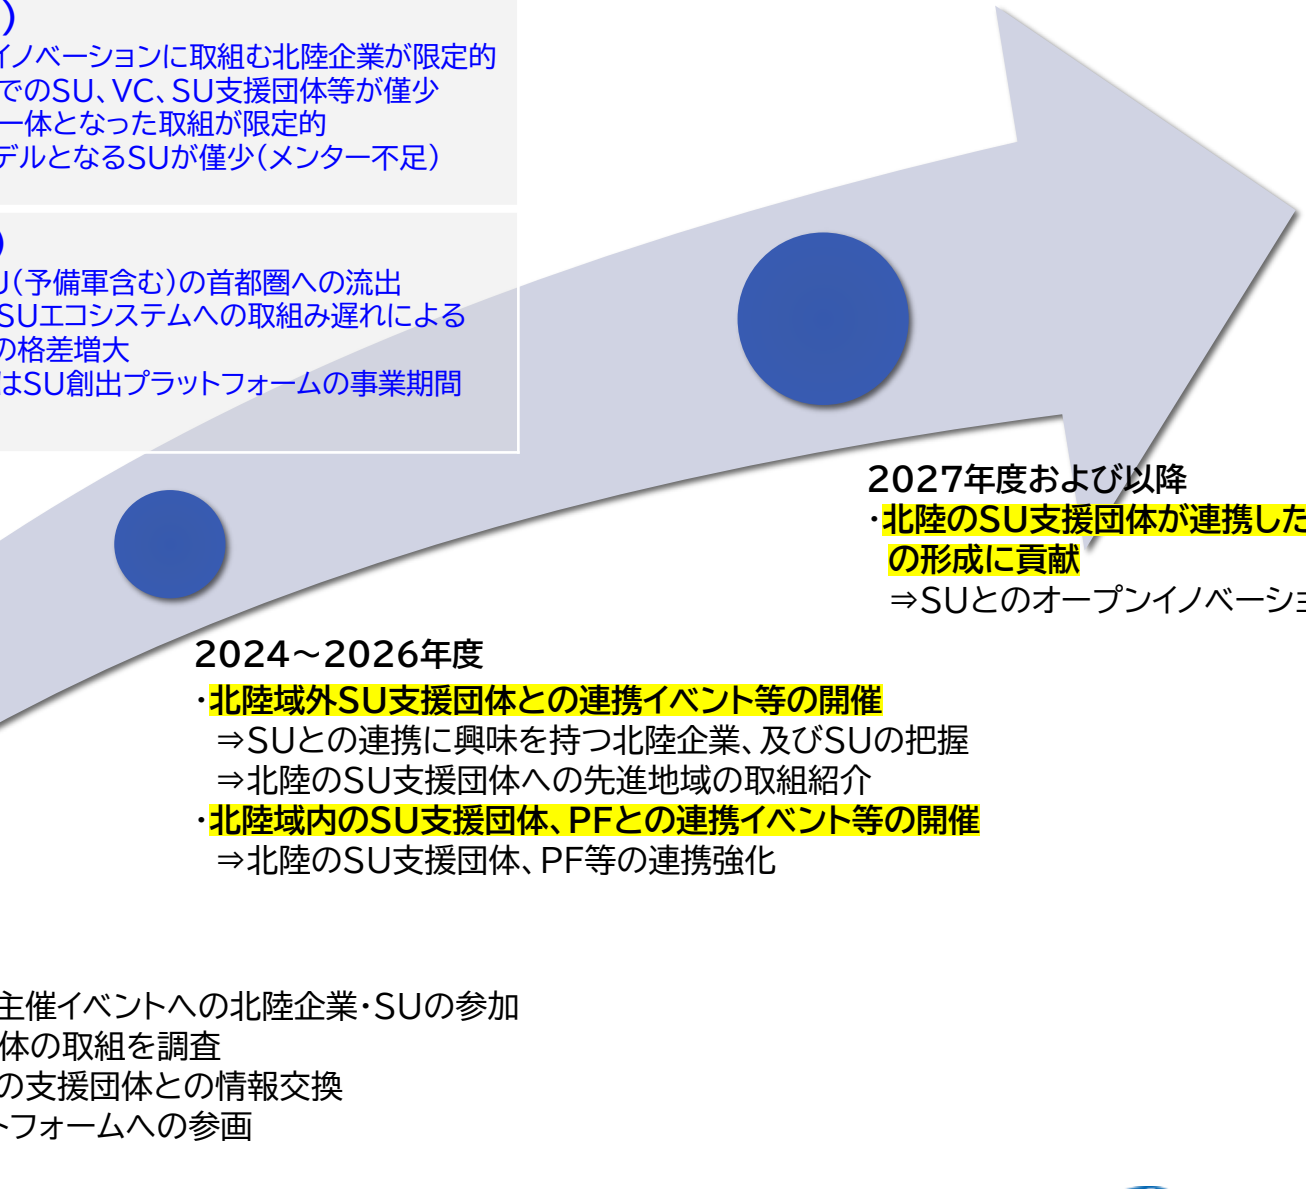 )
イノベーションに取組む北陸企業が限定的
でのSU、VC、SU支援団体等が僅少
一体となった取組が限定的
デルとなるSUが僅少（メンター不足）
)
U（予備軍含む）の首都圏への流出
SUエコシステムへの取組み遅れによる
の格差増大
はSU創出プラットフォームの事業期間
2027年度および以降
・北陸のSU支援団体が連携した
の形成に貢献
⇒SUとのオープンイノベーショ
2024～2026年度
・北陸域外SU支援団体との連携イベント等の開催
⇒SUとの連携に興味を持つ北陸企業、及びSUの把握
⇒北陸のSU支援団体への先進地域の取組紹介
・北陸域内のSU支援団体、PFとの連携イベント等の開催
⇒北陸のSU支援団体、PF等の連携強化
主催イベントへの北陸企業・SUの参加
体の取組を調査
の支援団体との情報交換
トフォームへの参画